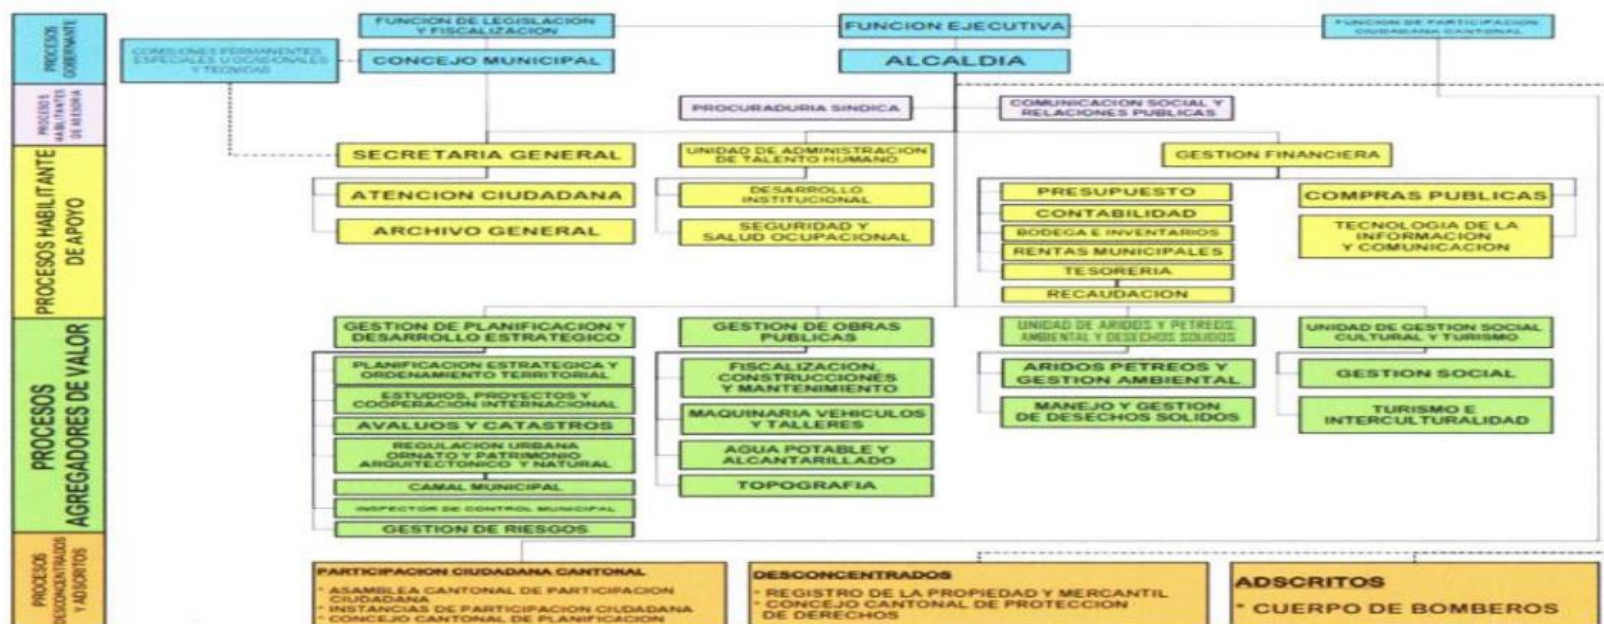 PROCESOS
GOBERNANTE
FUNCION DE LEGISLACION
Y FISCALIZACION
FUNCION EJECUTIVA
FUNCION DE PARTICIPACION
CIUDADANA CANTONAL
COMISIONES PERMANENTES,
ESPECIALES U OCASIONALES
Y TECNICAS
CONCEJO MUNICIPAL
ALCALDIA
PROCESOS
HABILITANTES
DE ASESORIA
PROCURADURIA SINDICA
COMUNICACION SOCIAL Y
RELACIONES PUBLICAS
PROCESOS HABILITANTE
DE APOYO
SECRETARIA GENERAL
ATENCION CIUDADANA
ARCHIVO GENERAL
UNIDAD DE ADMINISTRACION
DE TALENTO HUMANO
DESARROLLO
INSTITUCIONAL
SEGURIDAD Y
SALUD OCUPACIONAL
GESTION FINANCIERA
PRESUPUESTO
CONTABILIDAD
BODEGA E INVENTARIOS
RENTAS MUNICIPALES
TESORERIA
RECAUDACION
COMPRAS PUBLICAS
TECNOLOGIA DE LA
INFORMACION
Y COMUNICACION
PROCESOS
AGREGADORES DE VALOR
GESTION DE PLANIFICACION Y
DESARROLLO ESTRATEGICO
PLANIFICACION ESTRATEGICA Y
ORDENAMIENTO TERRITORIAL
ESTUDIOS, PROYECTOS Y
COOPERACION INTERNACIONAL
AVALUOS Y CATASTROS
REGULACION URBANA
ORNATO Y PATRIMONIO
ARQUITECTONICO Y NATURAL
CAMAL MUNICIPAL
INSPECTOR DE CONTROL MUNICIPAL
GESTION DE RIESGOS
GESTION DE OBRAS
PUBLICAS
FISCALIZACION,
CONSTRUCCIONES
Y MANTENIMIENTO
MAQUINARIA VEHICULOS
Y TALLERES
AGUA POTABLE Y
ALCANTARILLADO
TOPOGRAFIA
UNIDAD DE ARIDOS Y PETREOS,
AMBIENTAL Y DESECHOS SOLIDOS
ARIDOS PETREOS Y
GESTION AMBIENTAL
MANEJO Y GESTION
DE DESECHOS SOLIDOS
UNIDAD DE GESTION SOCIAL
CULTURAL Y TURISMO
GESTION SOCIAL
TURISMO E
INTERCULTURALIDAD
PROCESOS
DESCONCENTRADOS
Y ADSCRITOS
PARTICIPACION CIUDADANA CANTONAL
* ASAMBLEA CANTONAL DE PARTICIPACION
CIUDADANA
* INSTANCIAS DE PARTICIPACION CIUDADANA
* CONCEJO CANTONAL DE PLANIFICACION
DESCONCENTRADOS
* REGISTRO DE LA PROPIEDAD Y MERCANTIL
* CONCEJO CANTONAL DE PROTECCION
DE DERECHOS
ADSCRITOS
* CUERPO DE BOMBEROS